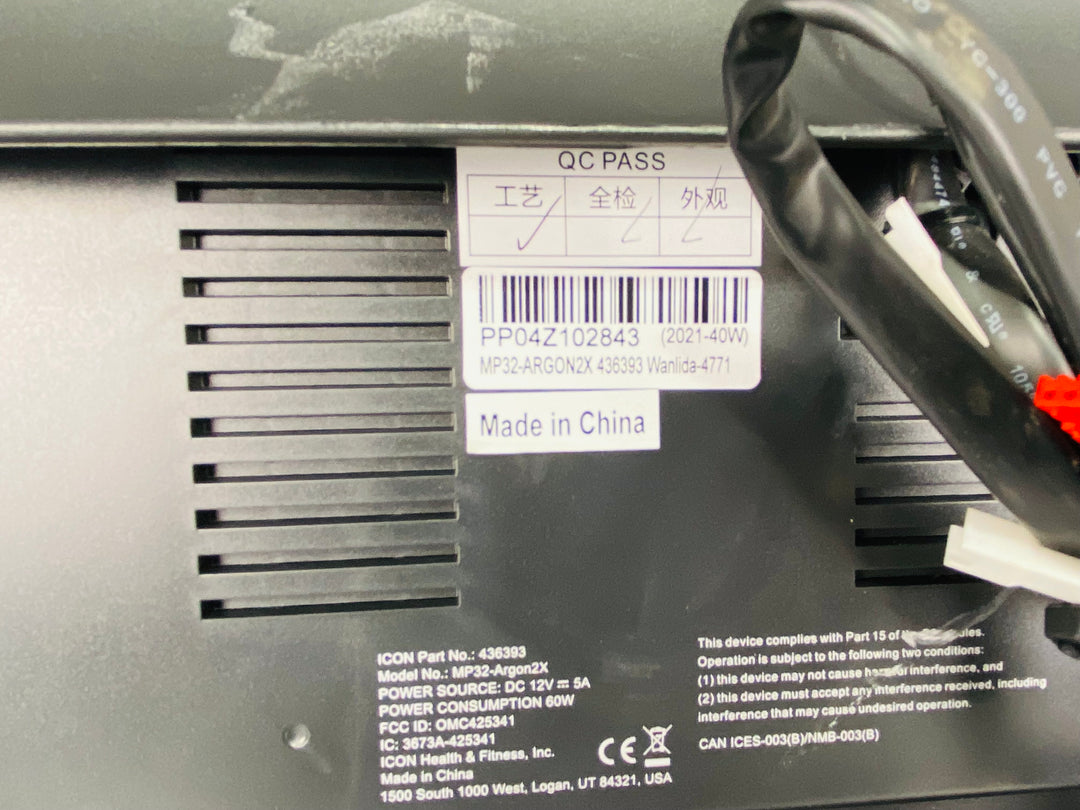 QC PASS
工艺 全检 外观
PP04Z102843 (2021-40W)
MP32-ARGON2X 436393 Wanlida-4771
Made in China
ICON Part No.: 436393
Model No.: MP32-Argon2X
POWER SOURCE: DC 12V⎓5A
POWER CONSUMPTION 60W
FCC ID: OMC425341
IC: 3673A-425341
ICON Health & Fitness, Inc.
Made in China
1500 South 1000 West, Logan, UT 84321, USA
CE
This device complies with Part 15 of
Operation is subject to the following two conditions:
(1) this device may not cause harmful interference, and
(2) this device must accept any interference received, including
interference that may cause undesired operation.
CAN ICES-003(B)/NMB-003(B)